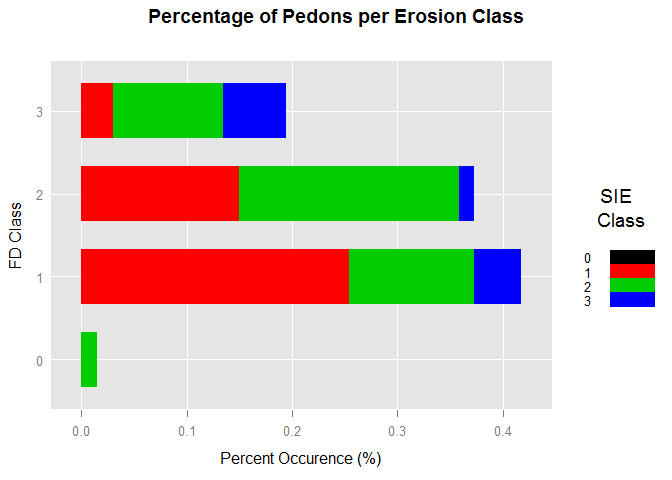 Percentage of Pedons per Erosion Class
FD Class
3
2
1
0
0.0 0.1 0.2 0.3 0.4
Percent Occurence (%)
SIE
Class
0
1
2
3